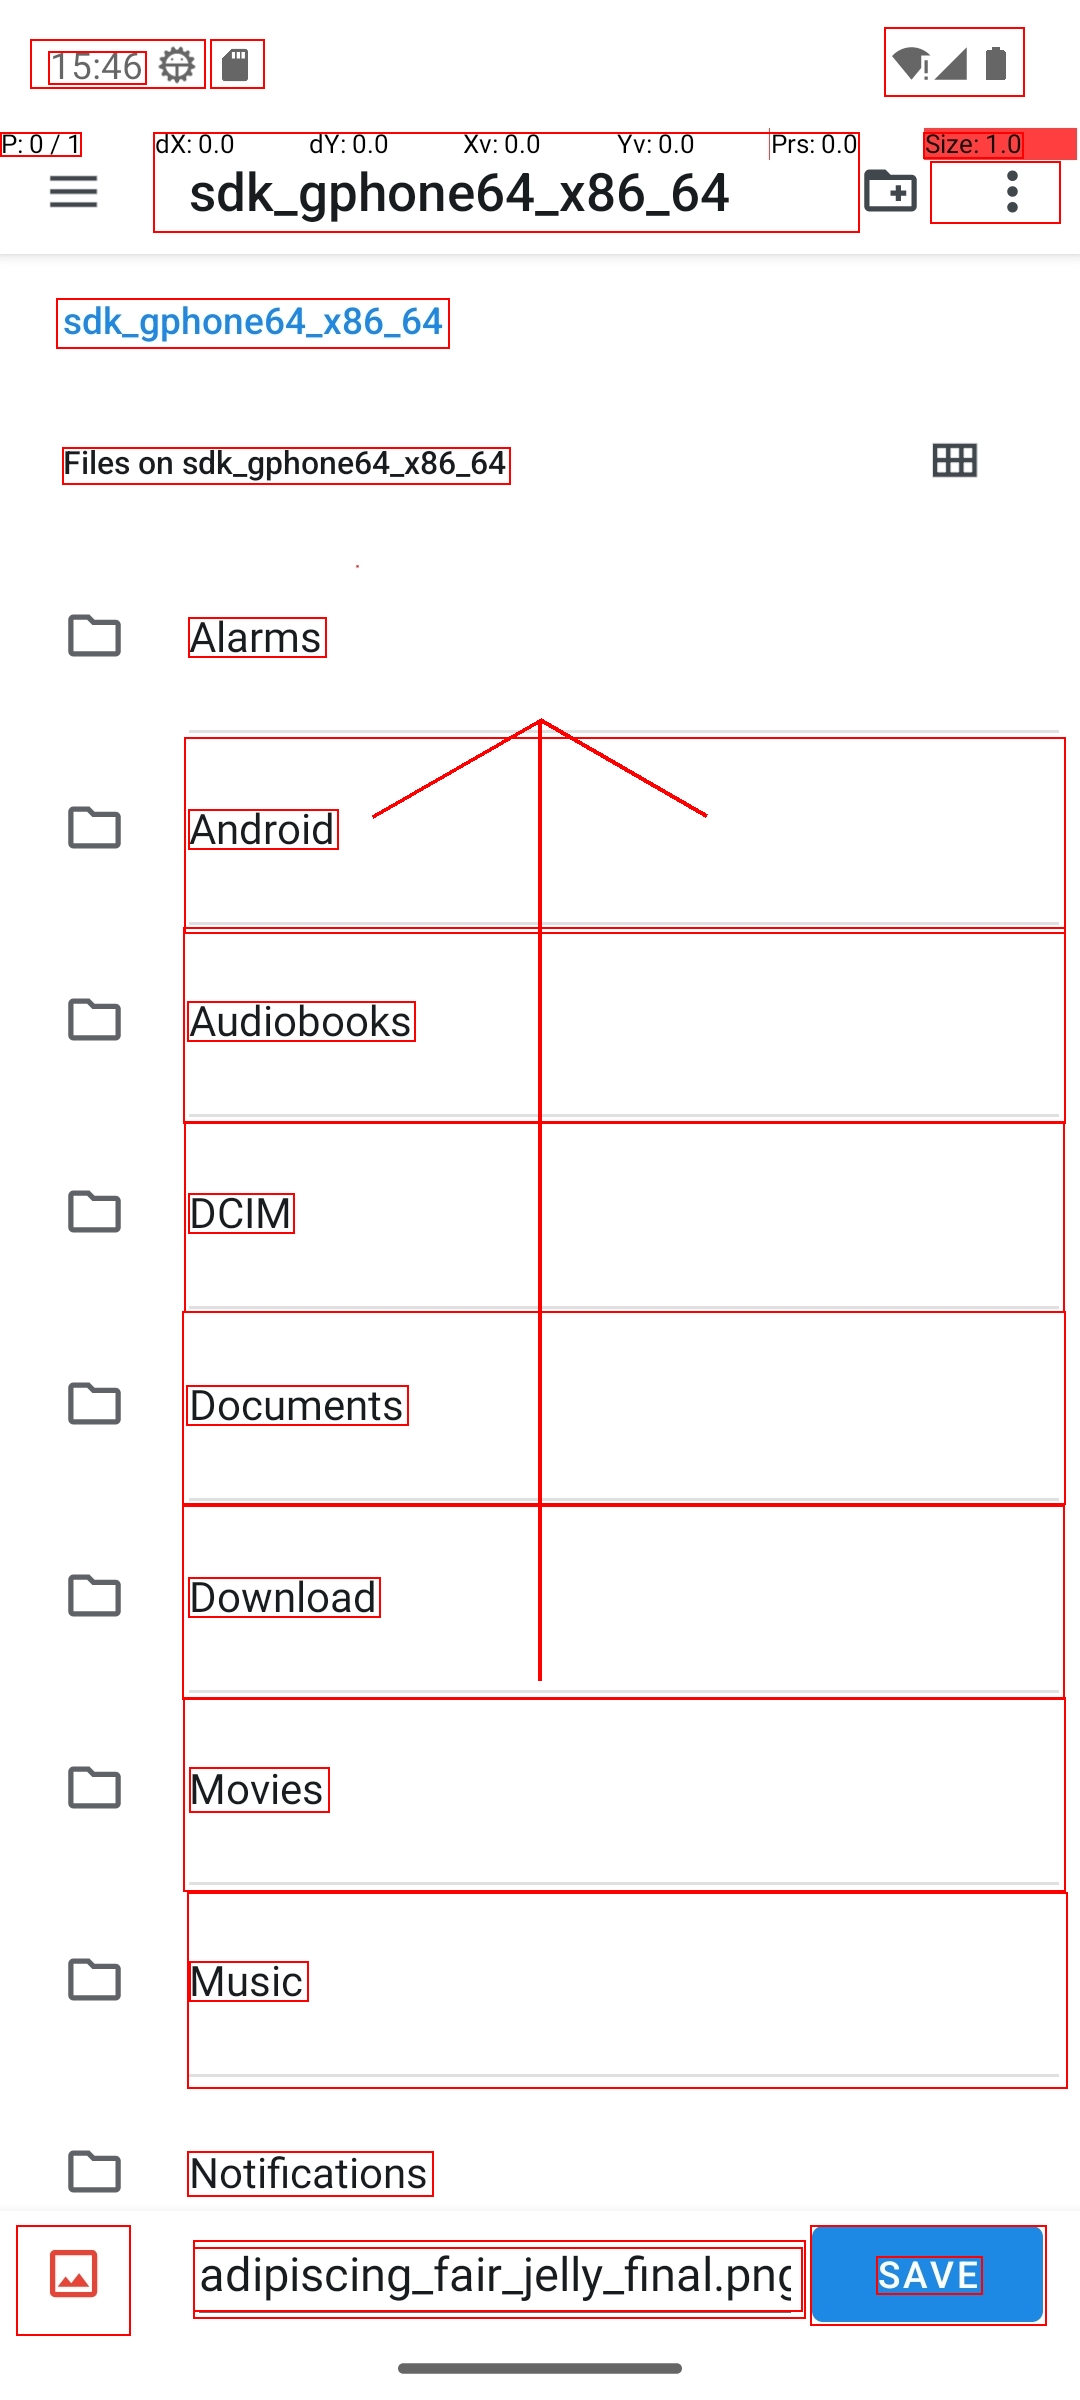 15:46
P: 0 / 1 dX: 0.0 dY: 0.0 Xv: 0.0 Yv: 0.0 Prs: 0.0 Size: 1.0
sdk_gphone64_x86_64
sdk_gphone64_x86_64
Files on sdk_gphone64_x86_64
Alarms
Android
Audiobooks
DCIM
Documents
Download
Movies
Music
Notifications
adipiscing_fair_jelly_final.png
SAVE